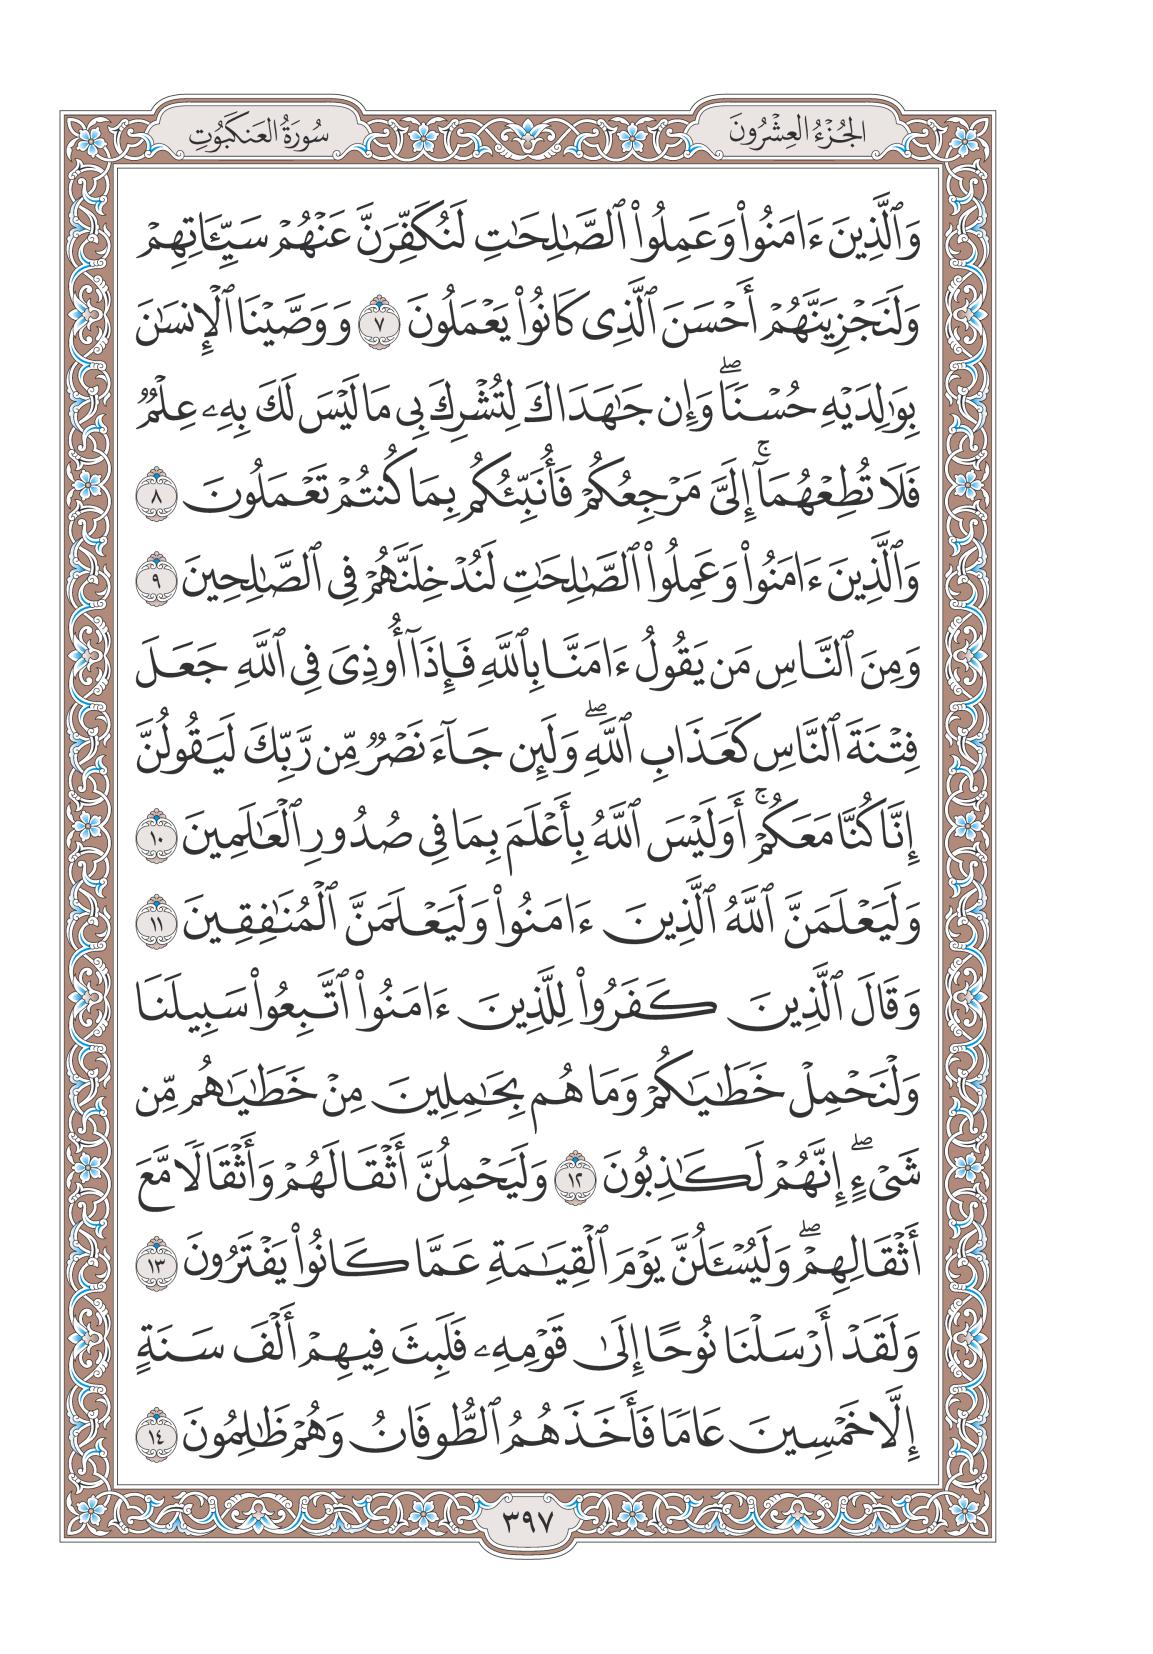 الجُزْءُ العِشْرُونَ
سُورَةُ العَنكَبُوتِ
وَٱلَّذِينَ ءَامَنُوا۟ وَعَمِلُوا۟ ٱلصَّـٰلِحَـٰتِ لَنُكَفِّرَنَّ عَنْهُمْ سَيِّـَٔاتِهِمْ
وَلَنَجْزِيَنَّهُمْ أَحْسَنَ ٱلَّذِى كَانُوا۟ يَعْمَلُونَ ٧ وَوَصَّيْنَا ٱلْإِنسَـٰنَ
بِوَٰلِدَيْهِ حُسْنًا ۖ وَإِن جَـٰهَدَاكَ لِتُشْرِكَ بِى مَا لَيْسَ لَكَ بِهِۦ عِلْمٌ
فَلَا تُطِعْهُمَآ ۚ إِلَىَّ مَرْجِعُكُمْ فَأُنَبِّئُكُم بِمَا كُنتُمْ تَعْمَلُونَ ٨
وَٱلَّذِينَ ءَامَنُوا۟ وَعَمِلُوا۟ ٱلصَّـٰلِحَـٰتِ لَنُدْخِلَنَّهُمْ فِى ٱلصَّـٰلِحِينَ ٩
وَمِنَ ٱلنَّاسِ مَن يَقُولُ ءَامَنَّا بِٱللَّهِ فَإِذَآ أُوذِىَ فِى ٱللَّهِ جَعَلَ
فِتْنَةَ ٱلنَّاسِ كَعَذَابِ ٱللَّهِ ۖ وَلَئِن جَآءَ نَصْرٌ مِّن رَّبِّكَ لَيَقُولُنَّ
إِنَّا كُنَّا مَعَكُمْ ۚ أَوَلَيْسَ ٱللَّهُ بِأَعْلَمَ بِمَا فِى صُدُورِ ٱلْعَـٰلَمِينَ ١٠
وَلَيَعْلَمَنَّ ٱللَّهُ ٱلَّذِينَ ءَامَنُوا۟ وَلَيَعْلَمَنَّ ٱلْمُنَـٰفِقِينَ ١١
وَقَالَ ٱلَّذِينَ كَفَرُوا۟ لِلَّذِينَ ءَامَنُوا۟ ٱتَّبِعُوا۟ سَبِيلَنَا
وَلْنَحْمِلْ خَطَـٰيَـٰكُمْ وَمَا هُم بِحَـٰمِلِينَ مِنْ خَطَـٰيَـٰهُم مِّن
شَىْءٍ ۖ إِنَّهُمْ لَكَـٰذِبُونَ ١٢ وَلَيَحْمِلُنَّ أَثْقَالَهُمْ وَأَثْقَالًا مَّعَ
أَثْقَالِهِمْ ۖ وَلَيُسْـَٔلُنَّ يَوْمَ ٱلْقِيَـٰمَةِ عَمَّا كَانُوا۟ يَفْتَرُونَ ١٣
وَلَقَدْ أَرْسَلْنَا نُوحًا إِلَىٰ قَوْمِهِۦ فَلَبِثَ فِيهِمْ أَلْفَ سَنَةٍ
إِلَّا خَمْسِينَ عَامًا فَأَخَذَهُمُ ٱلطُّوفَانُ وَهُمْ ظَـٰلِمُونَ ١٤
٣٩٧